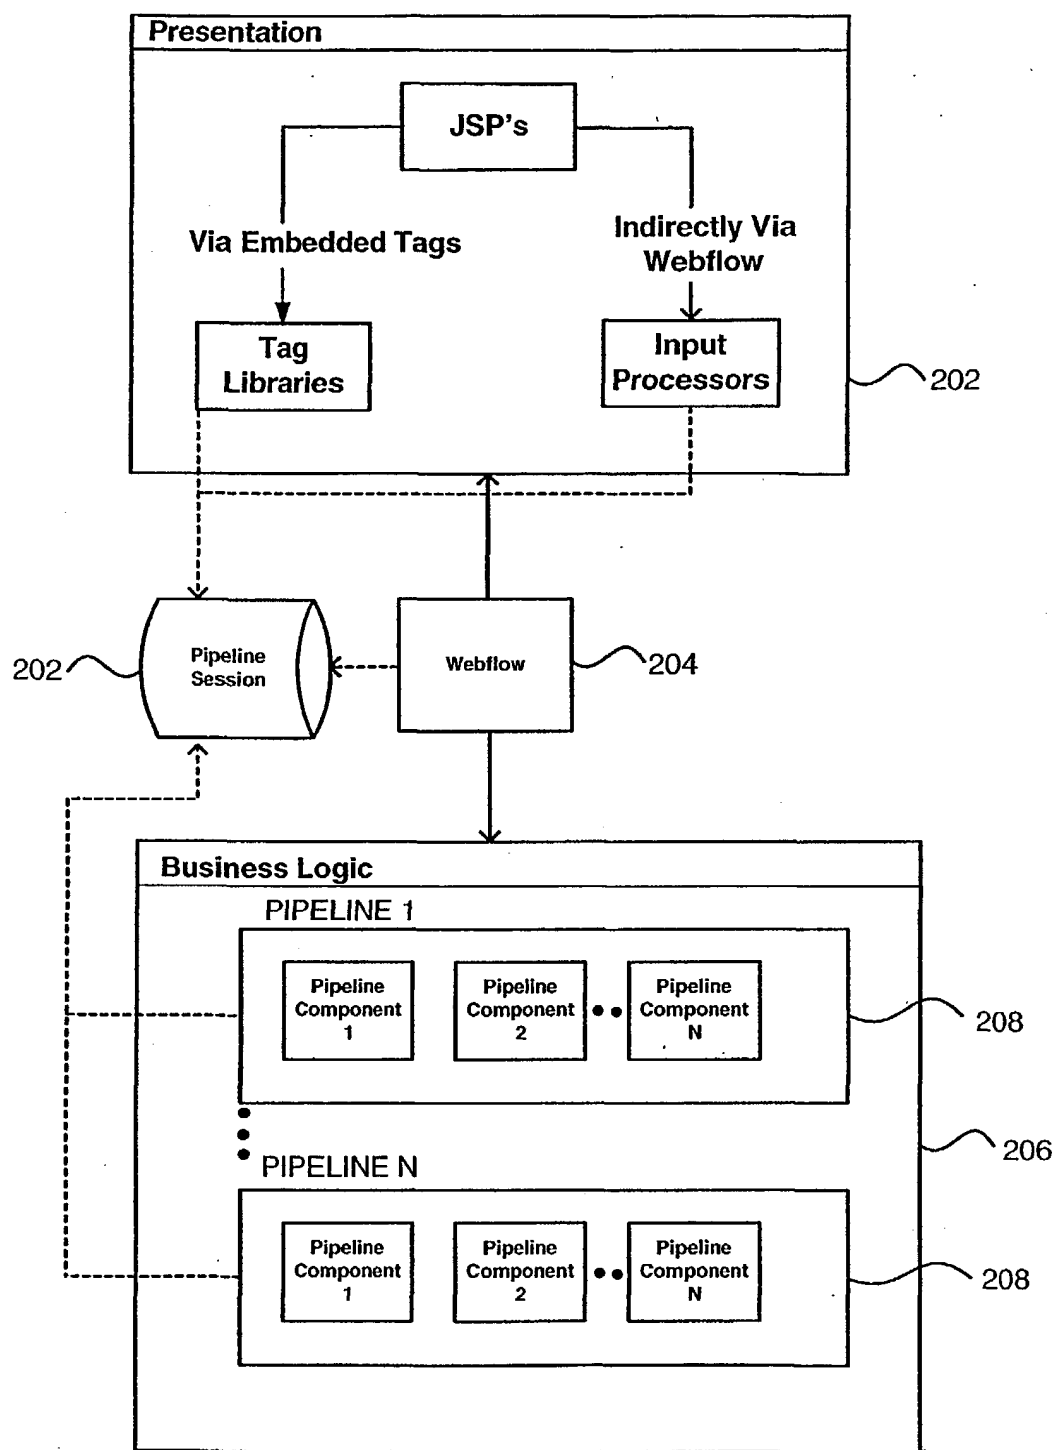 Presentation
JSP's
Via Embedded Tags
Indirectly Via
Webflow
Tag
Libraries
Input
Processors
202
202
Pipeline
Session
Webflow
204
Business Logic
PIPELINE 1
Pipeline
Component
1
Pipeline
Component
2
Pipeline
Component
N
208
206
PIPELINE N
Pipeline
Component
1
Pipeline
Component
2
Pipeline
Component
N
208